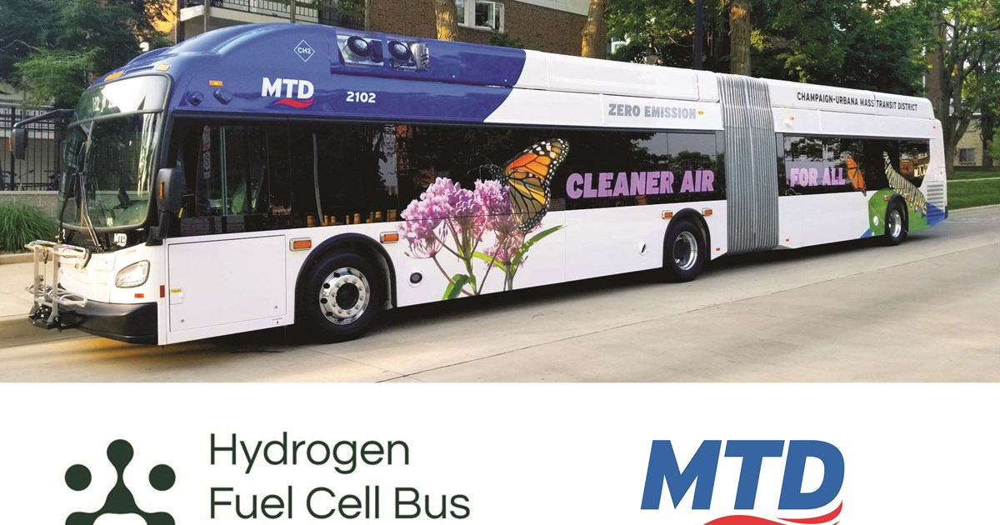 CH2
MTD
2102
ZERO EMISSION
CHAMPAIGN-URBANA MASS TRANSIT DISTRICT
CLEANER AIR
FOR ALL
MTD
Hydrogen
Fuel Cell Bus
MTD